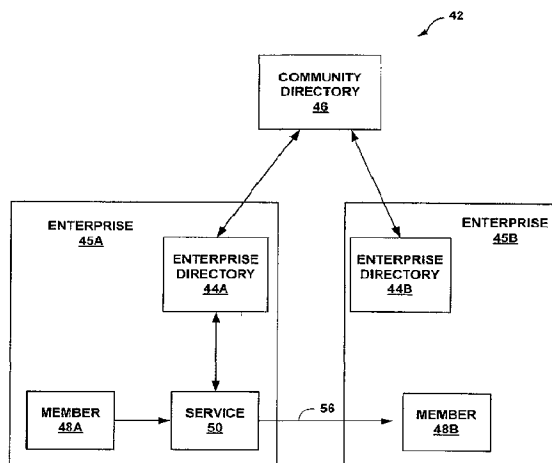 42
COMMUNITY
DIRECTORY
46
ENTERPRISE
45A
ENTERPRISE
DIRECTORY
44A
MEMBER
48A
SERVICE
50
56
ENTERPRISE
45B
ENTERPRISE
DIRECTORY
44B
MEMBER
48B